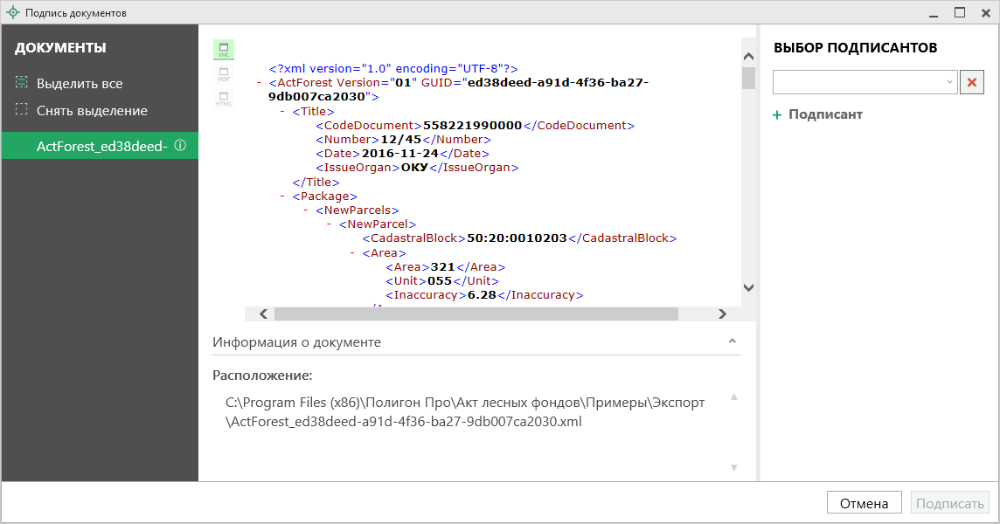 Подпись документов
ДОКУМЕНТЫ
Выделить все
Снять выделение
ActForest_ed38deed-
XML
PDF
HTML
<?xml version="1.0" encoding="UTF-8"?>
- <ActForest Version="01" GUID="ed38deed-a91d-4f36-ba27-
9db007ca2030">
- <Title>
<CodeDocument>558221990000</CodeDocument>
<Number>12/45</Number>
<Date>2016-11-24</Date>
<IssueOrgan>ОКУ</IssueOrgan>
</Title>
- <Package>
- <NewParcels>
- <NewParcel>
<CadastralBlock>50:20:0010203</CadastralBlock>
- <Area>
<Area>321</Area>
<Unit>055</Unit>
<Inaccuracy>6.28</Inaccuracy>
Информация о документе
Расположение:
C:\Program Files (x86)\Полигон Про\Акт лесных фондов\Примеры\Экспорт
\ActForest_ed38deed-a91d-4f36-ba27-9db007ca2030.xml
ВЫБОР ПОДПИСАНТОВ
+ Подписант
Отмена
Подписать